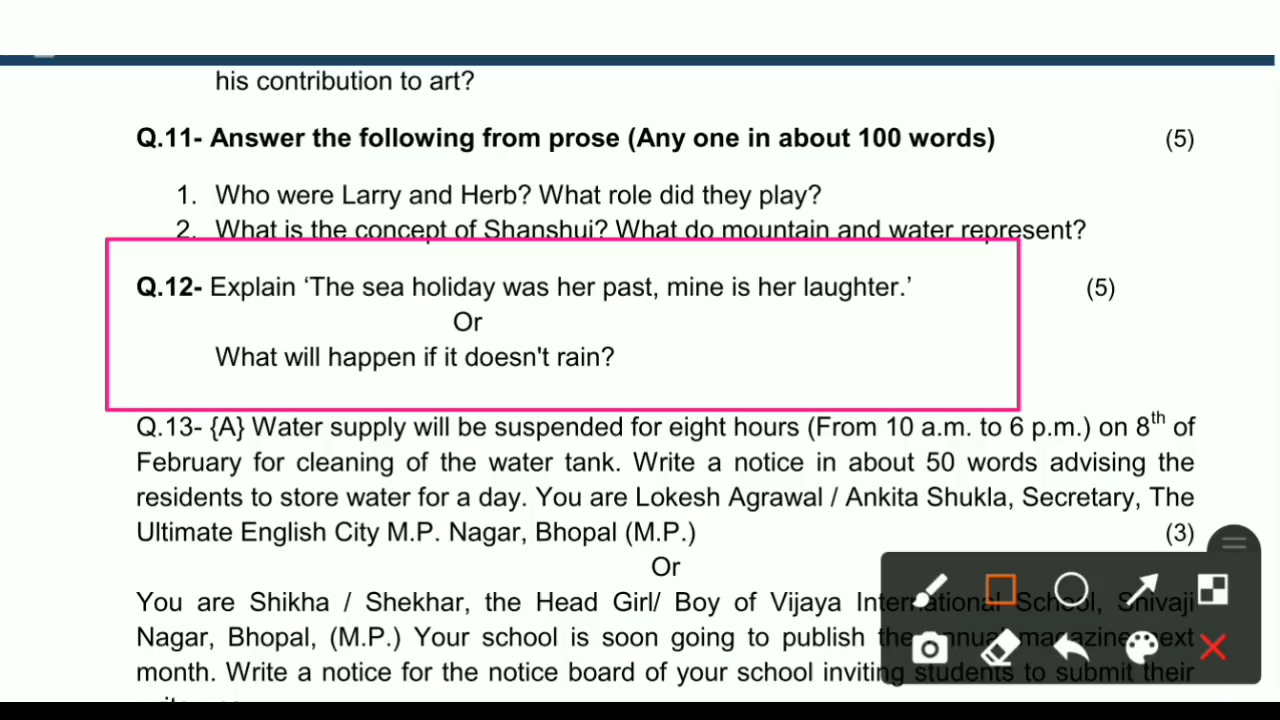 his contribution to art?
Q.11- Answer the following from prose (Any one in about 100 words) (5)
1. Who were Larry and Herb? What role did they play?
2. What is the concept of Shanshui? What do mountain and water represent?
Q.12- Explain ‘The sea holiday was her past, mine is her laughter.’ (5)
Or
What will happen if it doesn't rain?
Q.13- {A} Water supply will be suspended for eight hours (From 10 a.m. to 6 p.m.) on 8th of
February for cleaning of the water tank. Write a notice in about 50 words advising the
residents to store water for a day. You are Lokesh Agrawal / Ankita Shukla, Secretary, The
Ultimate English City M.P. Nagar, Bhopal (M.P.) (3)
Or
You are Shikha / Shekhar, the Head Girl/ Boy of Vijaya International School, Shivaji
Nagar, Bhopal, (M.P.) Your school is soon going to publish the annual magazine next
month. Write a notice for the notice board of your school inviting students to submit their